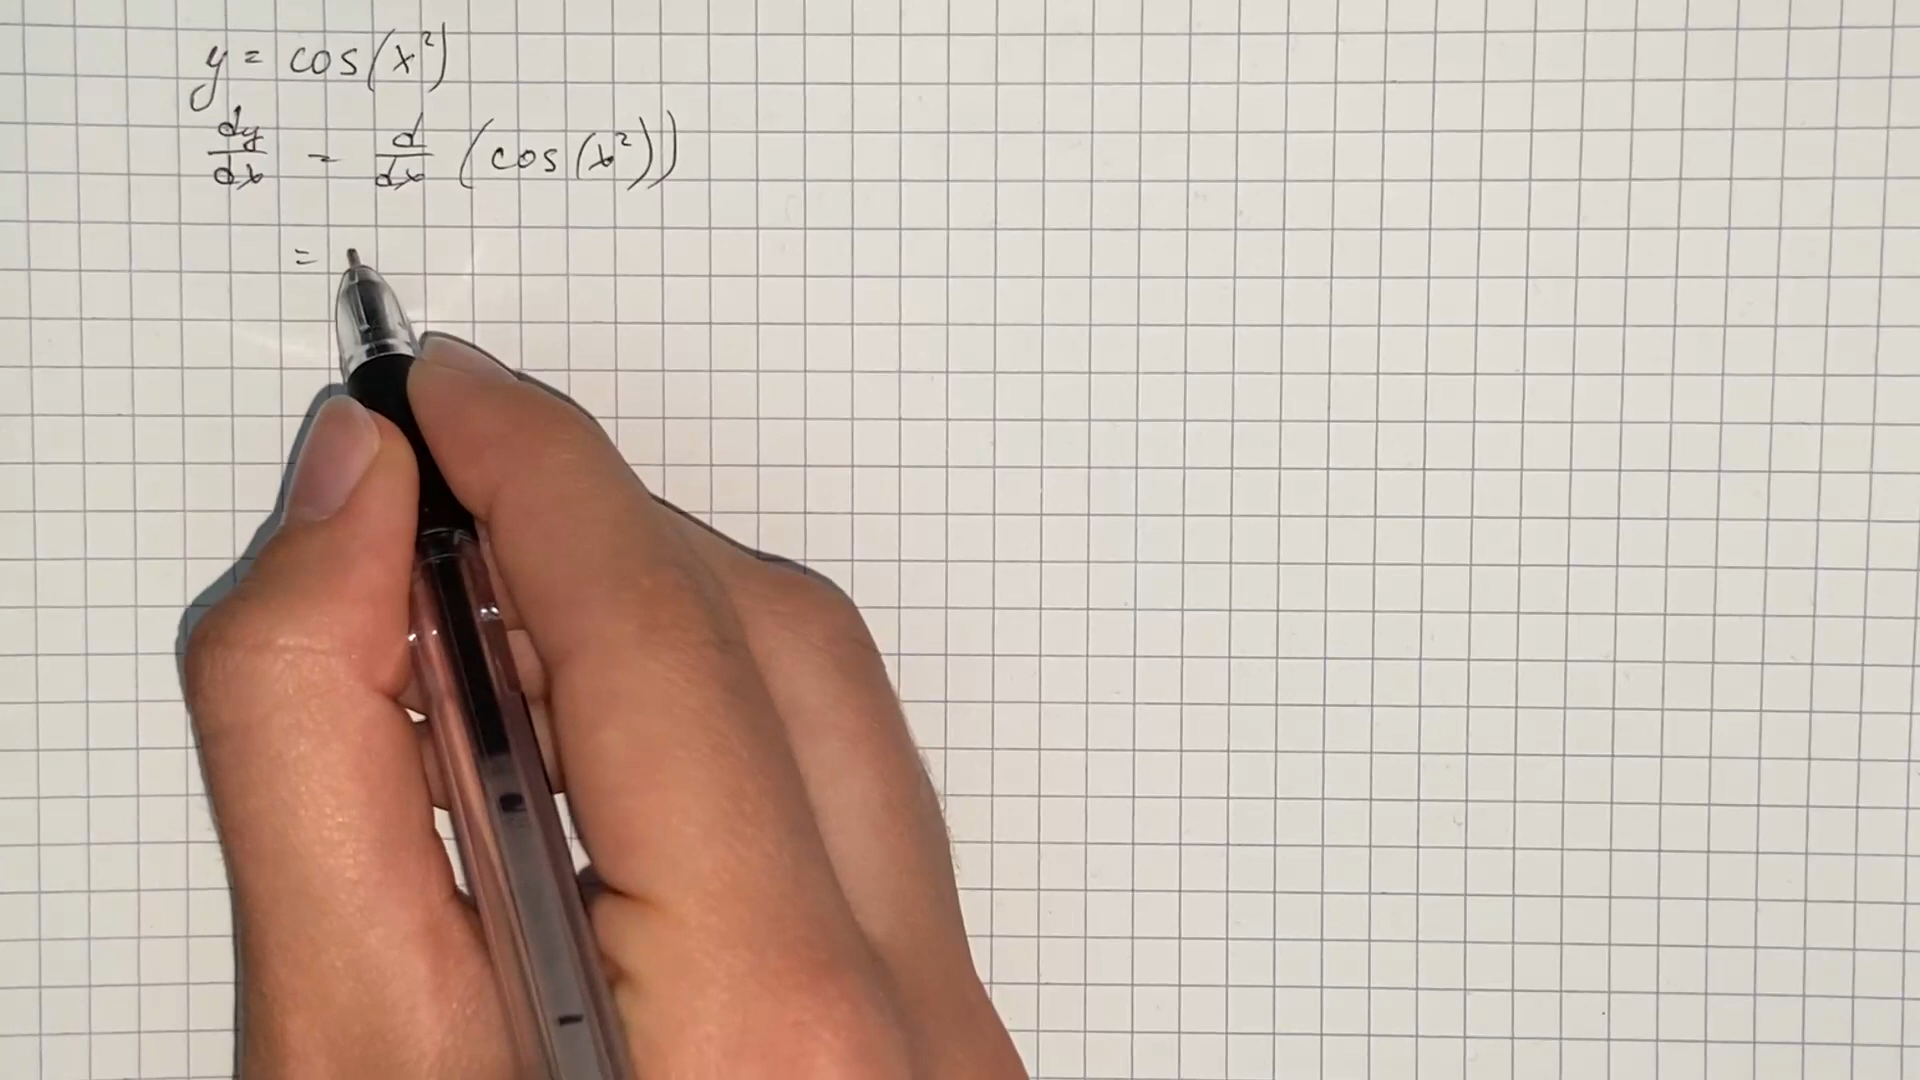 y = cos(x²)
dy/dx = d/dx (cos(x²))
=